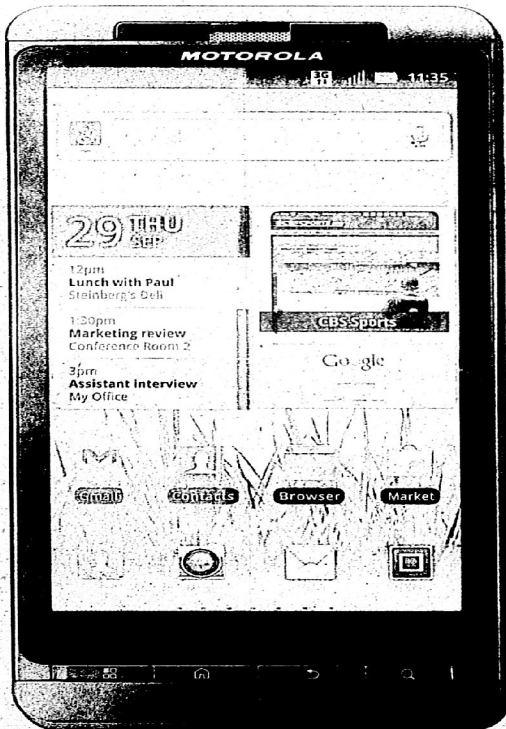 MOTOROLA
3G
11:35
29 THU
SEP
12pm
Lunch with Paul
Steinberg's Deli
1:30pm
Marketing review
Conference Room 2
3pm
Assistant interview
My Office
CBS Sports
Google
Gmail
Contacts
Browser
Market